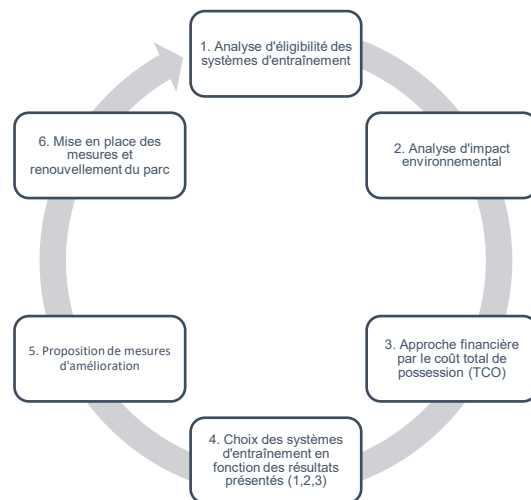 1. Analyse d'éligibilité des
systèmes d'entraînement
2. Analyse d'impact
environnemental
3. Approche financière
par le coût total de
possession (TCO)
4. Choix des systèmes
d'entraînement en
fonction des résultats
présentés (1,2,3)
5. Proposition de mesures
d'amélioration
6. Mise en place des
mesures et
renouvellement du parc